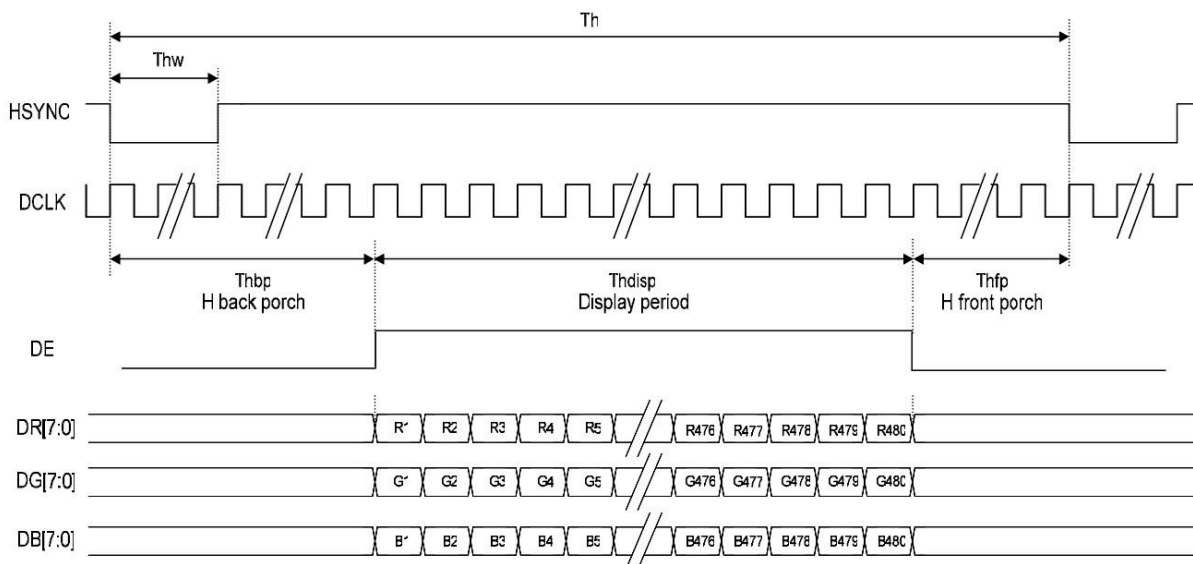 Th
Thw
HSYNC
DCLK
Thbp
H back porch
Thdisp
Display period
Thfp
H front porch
DE
DR[7:0] R1 R2 R3 R4 R5 R476 R477 R478 R479 R480
DG[7:0] G1 G2 G3 G4 G5 G476 G477 G478 G479 G480
DB[7:0] B1 B2 B3 B4 B5 B476 B477 B478 B479 B480